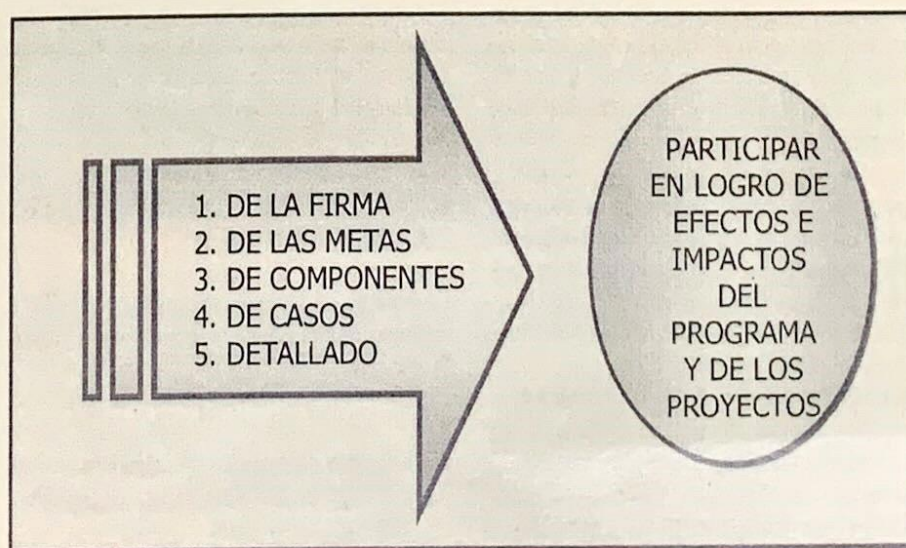 1. DE LA FIRMA
2. DE LAS METAS
3. DE COMPONENTES
4. DE CASOS
5. DETALLADO
PARTICIPAR
EN LOGRO DE
EFECTOS E
IMPACTOS
DEL
PROGRAMA
Y DE LOS
PROYECTOS